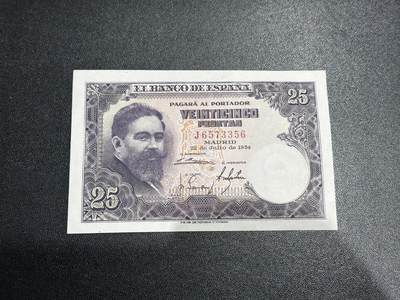 EL BANCO DE ESPAÑA
PAGARÁ AL PORTADOR
25
VEINTICINCO
PESETAS
J6573356
MADRID
22 de Julio de 1954
25